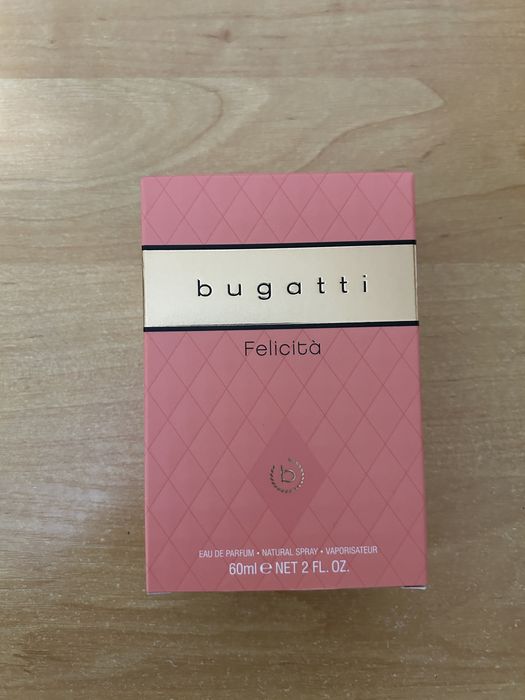 bugatti
Felicità
b
EAU DE PARFUM • NATURAL SPRAY • VAPORISATEUR
60ml ℮ NET 2 FL. OZ.